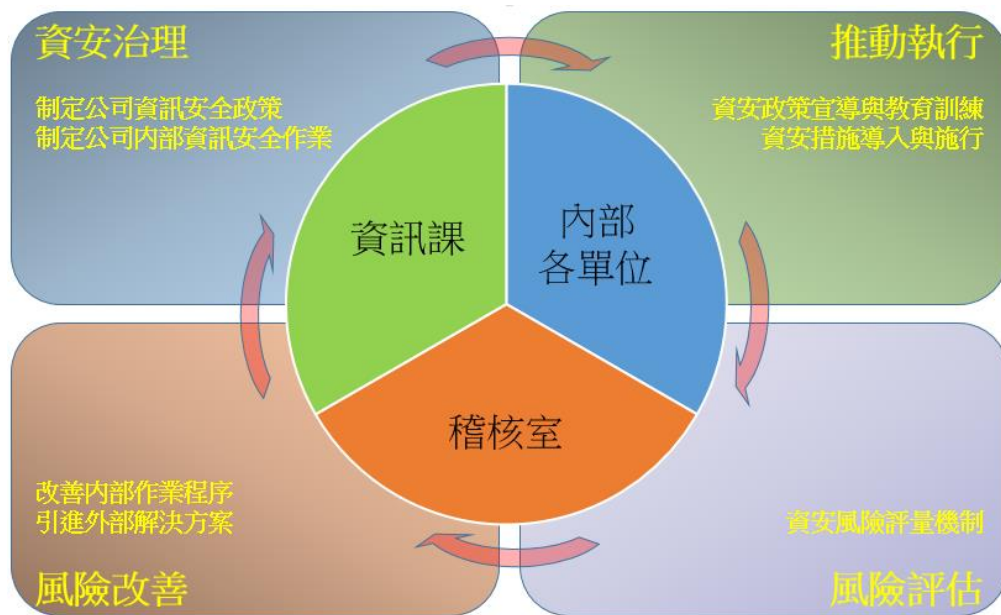 資安治理
制定公司資訊安全政策
制定公司內部資訊安全作業
推動執行
資安政策宣導與教育訓練
資安措施導入與施行
資訊課
內部
各單位
稽核室
改善內部作業程序
引進外部解決方案
風險改善
資安風險評量機制
風險評估